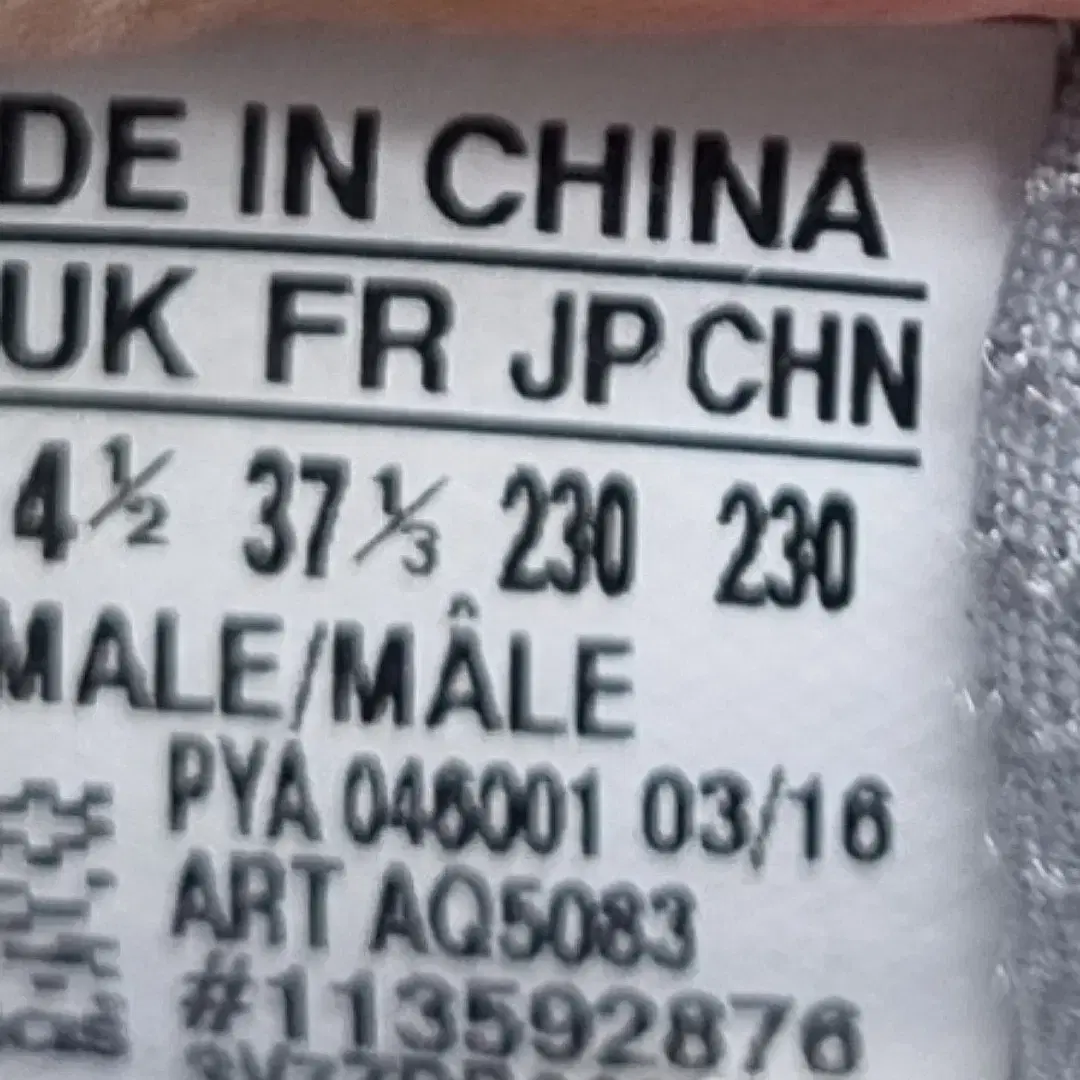 DE IN CHINA
UK FR JP CHN
4½ 37⅓ 230 230
MALE/MÂLE
PYA 046001 03/16
ART AQ5083
#113592876